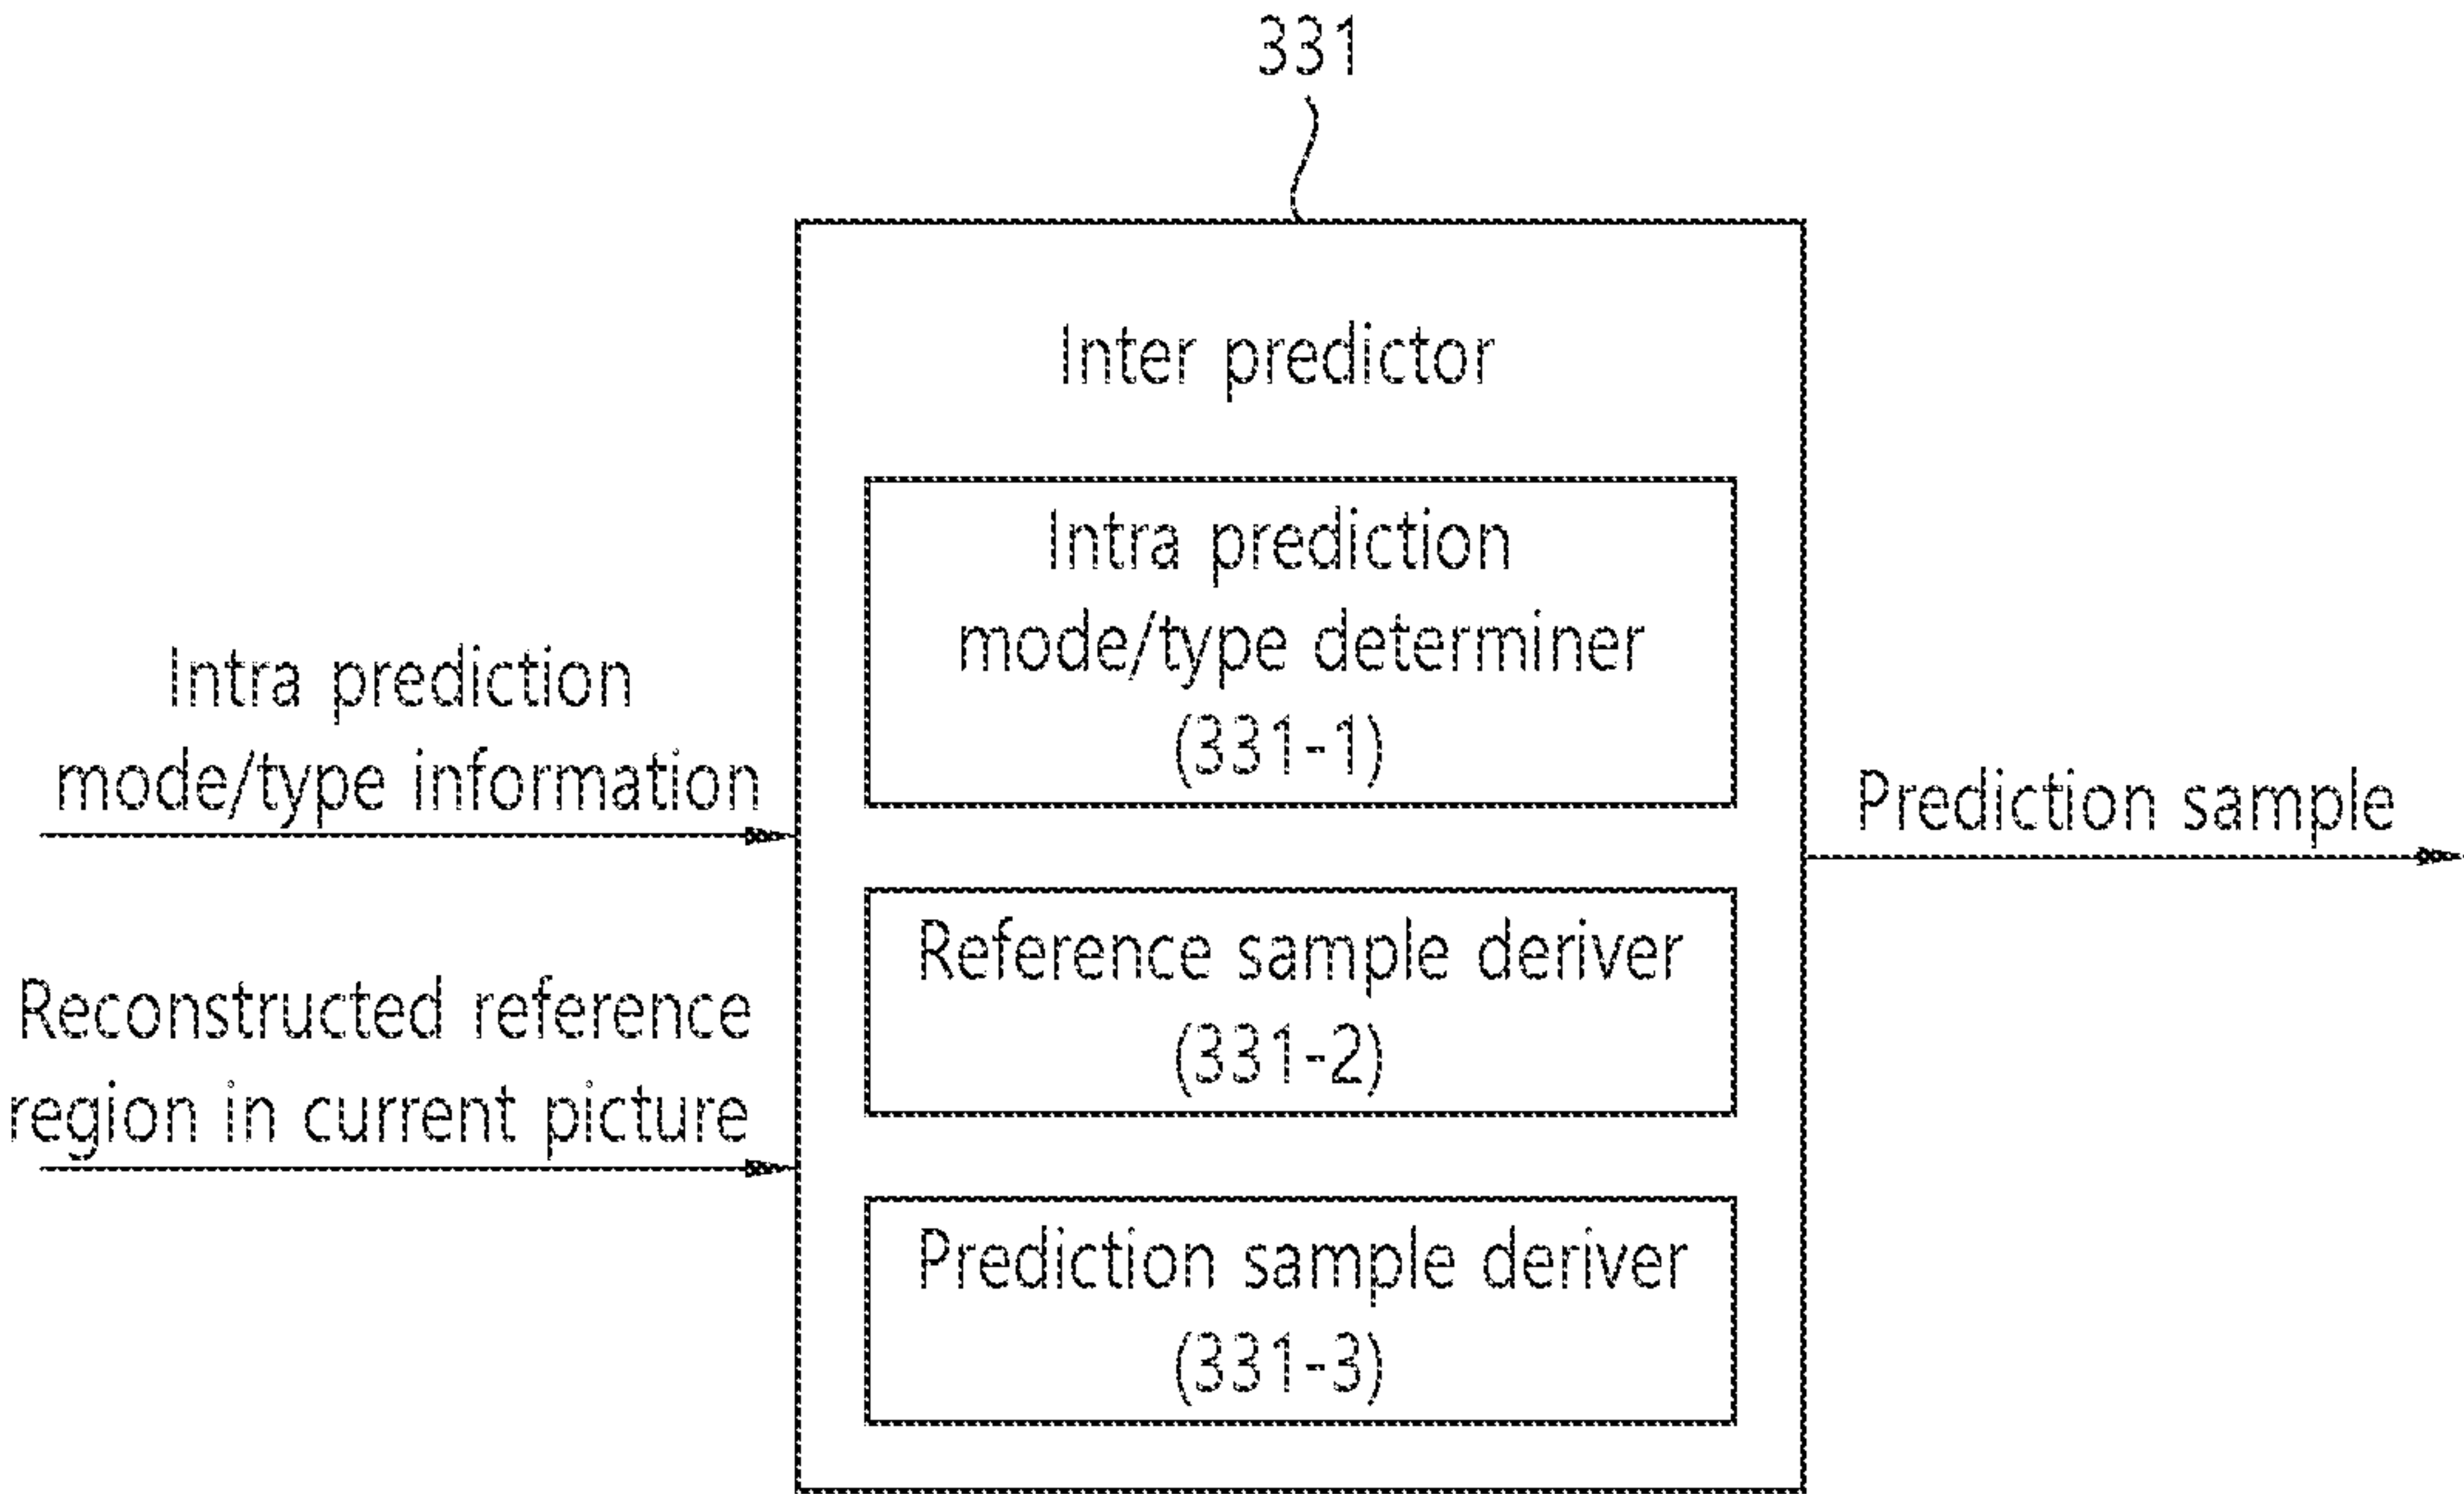 331
Inter predictor
Intra prediction
mode/type determiner
(331-1)
Intra prediction
mode/type information
Prediction sample
Reference sample deriver
(331-2)
Reconstructed reference
region in current picture
Prediction sample deriver
(331-3)